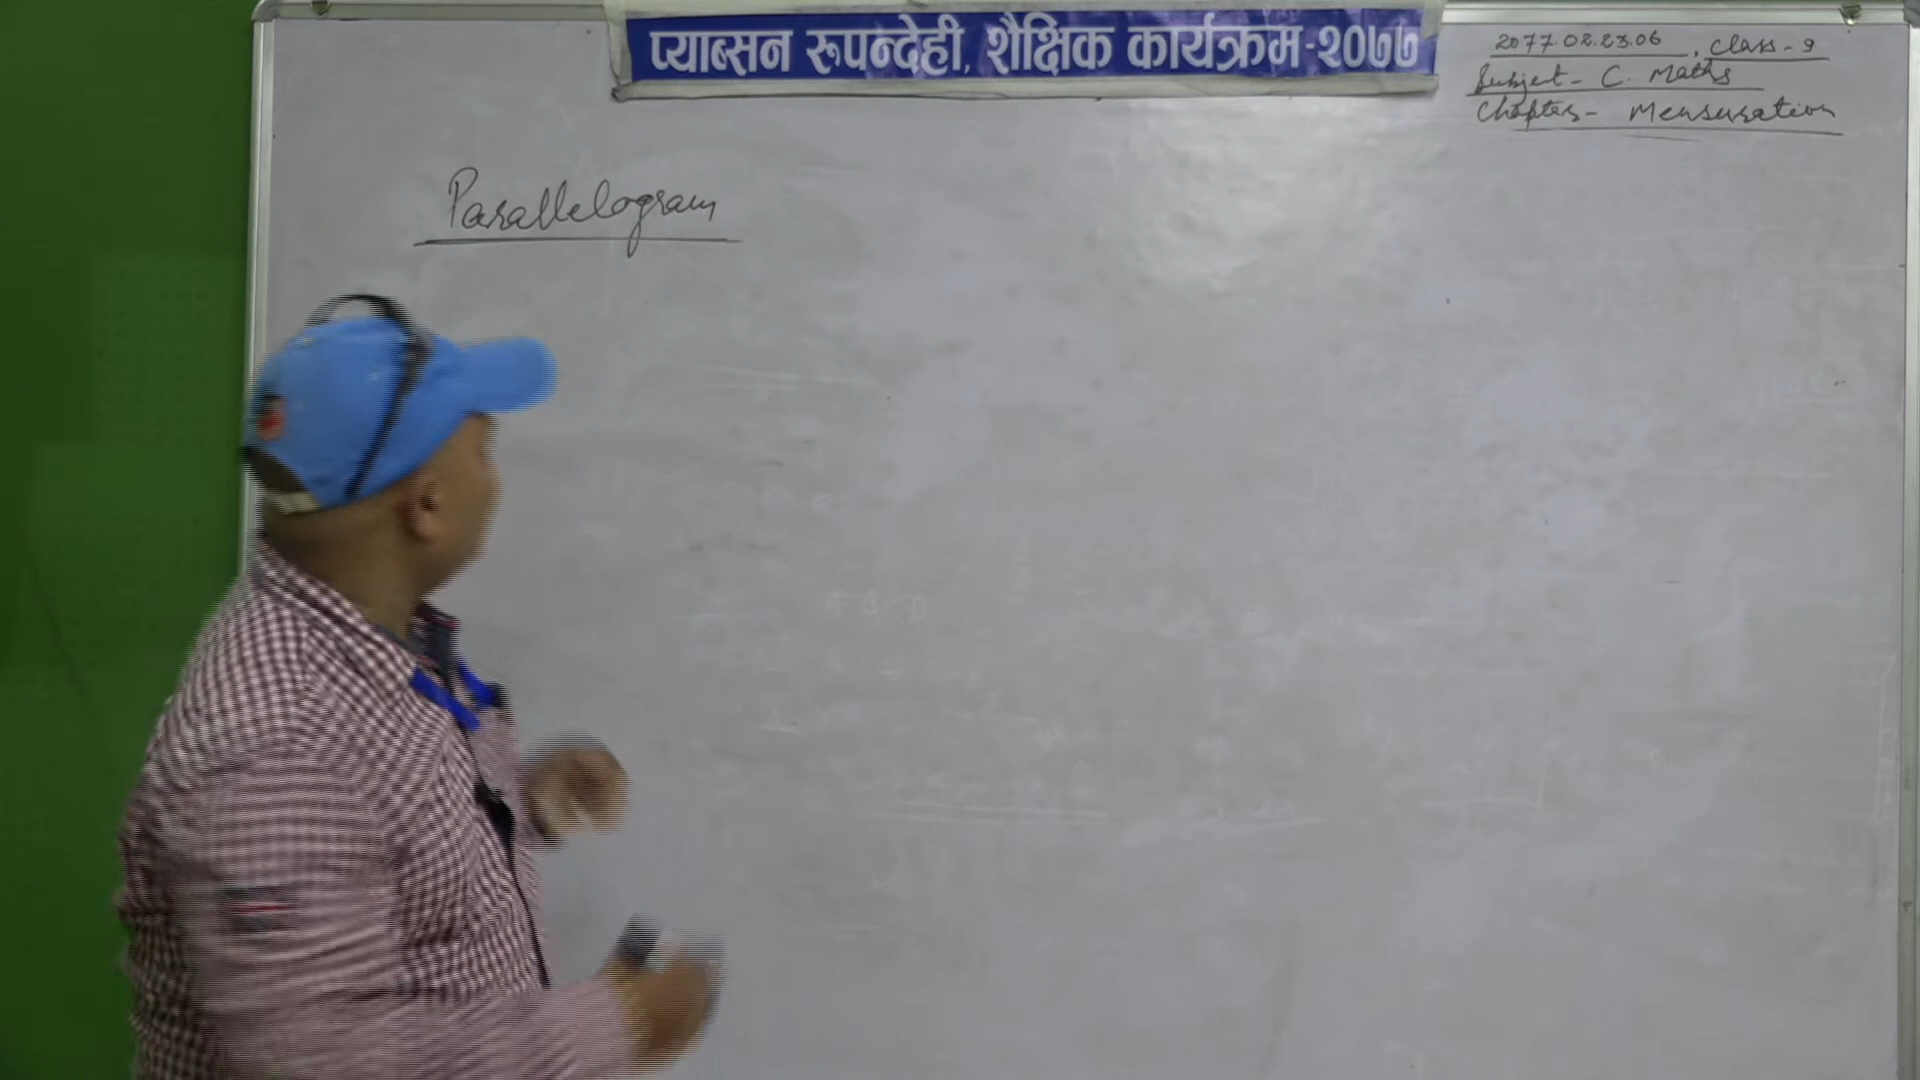 प्याब्सन रुपन्देही, शैक्षिक कार्यक्रम-२०७७
2077.02.23.06, Class-9
Subject- C. Maths
Chapter- Mensuration
Parallelogram